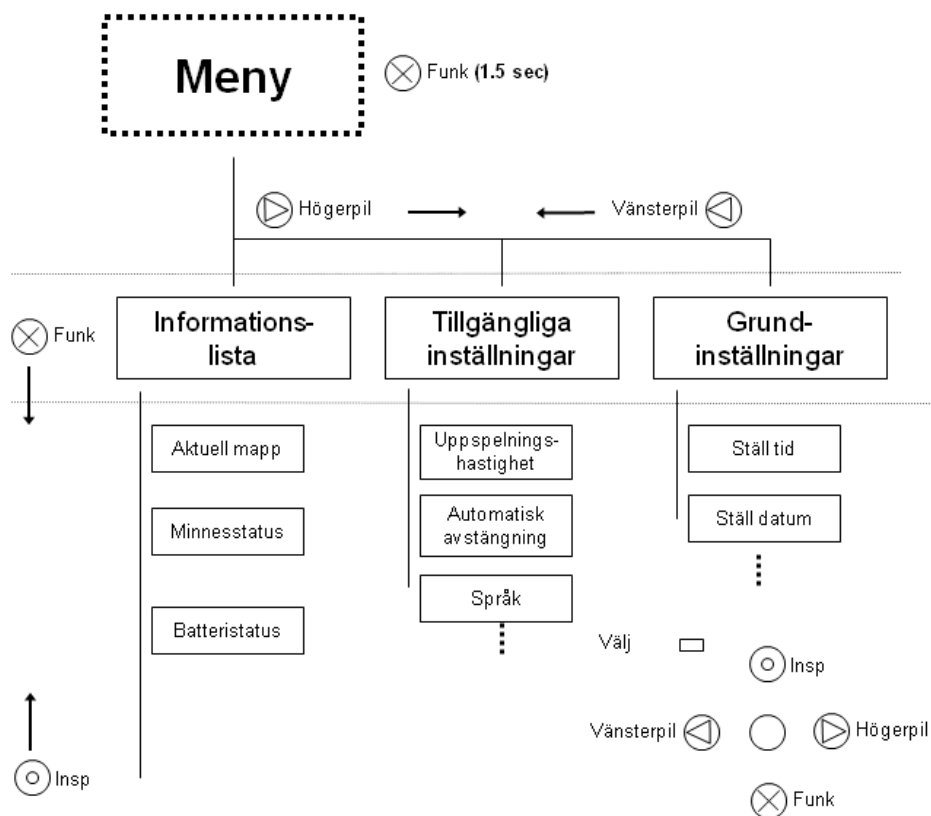 Meny
Funk (1.5 sec)
Högerpil
Vänsterpil
Funk
Informations-
lista
Tillgängliga
inställningar
Grund-
inställningar
Aktuell mapp
Minnesstatus
Batteristatus
Uppspelnings-
hastighet
Automatisk
avstängning
Språk
Ställ tid
Ställ datum
Välj
Insp
Vänsterpil
Högerpil
Funk
Insp